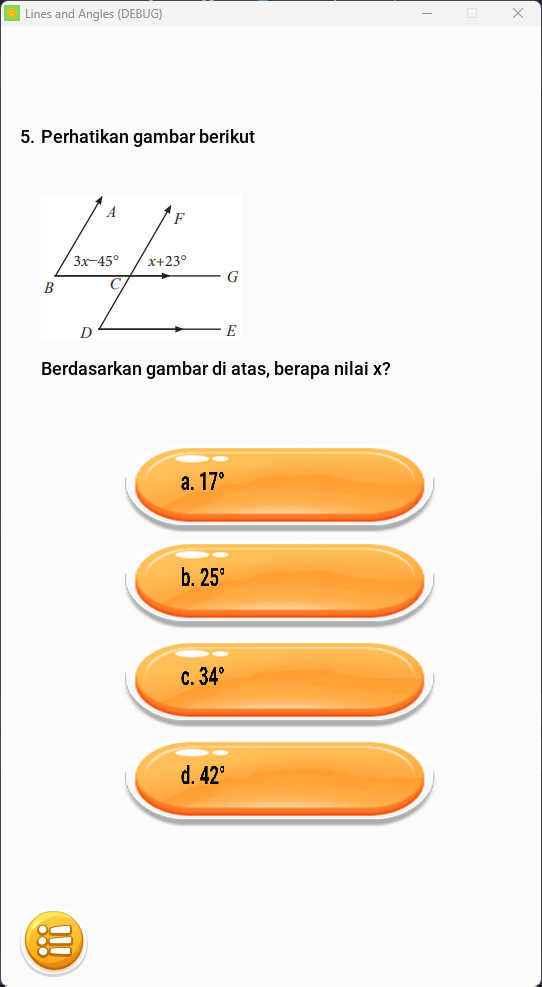 Lines and Angles (DEBUG)
5. Perhatikan gambar berikut
A
F
3x−45°
x+23°
B
C
G
D
E
Berdasarkan gambar di atas, berapa nilai x?
a. 17°
b. 25°
c. 34°
d. 42°